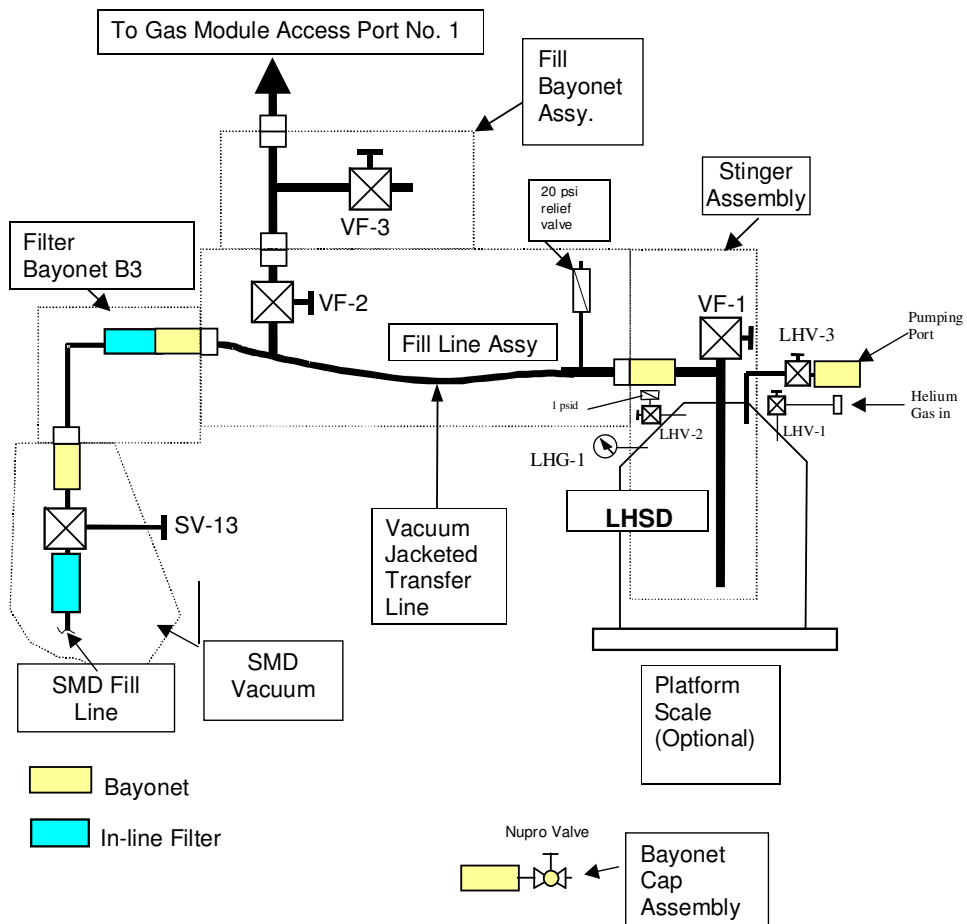 To Gas Module Access Port No. 1
Fill
Bayonet
Assy.
VF-3
20 psi
relief
valve
Stinger
Assembly
Filter
Bayonet B3
VF-2
VF-1
Fill Line Assy
LHV-3
Pumping
Port
1 psid
LHV-2
LHV-1
Helium
Gas in
LHG-1
LHSD
SV-13
Vacuum
Jacketed
Transfer
Line
SMD Fill
Line
SMD
Vacuum
Platform
Scale
(Optional)
Bayonet
In-line Filter
Nupro Valve
Bayonet
Cap
Assembly